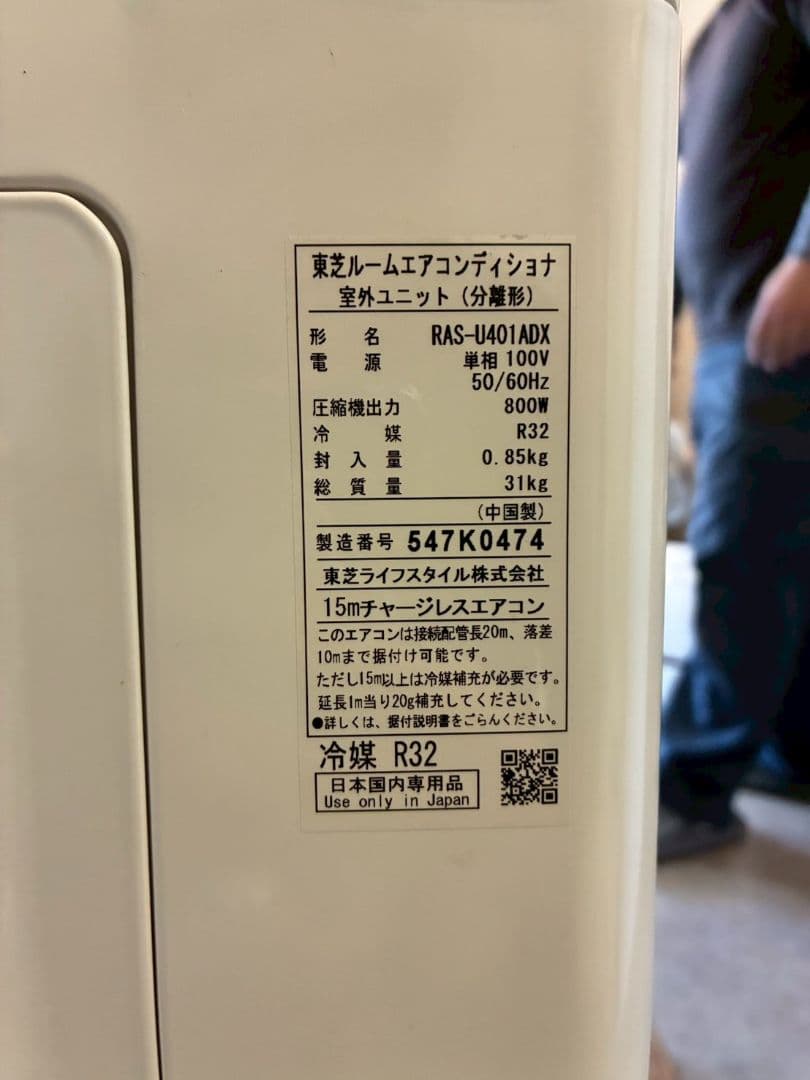 東芝ルームエアコンディショナ
室外ユニット(分離形)
形名 RAS-U401ADX
電源 単相 100V
50/60Hz
圧縮機出力 800W
冷媒 R32
封入量 0.85kg
総質量 31kg
(中国製)
製造番号 547K0474
東芝ライフスタイル株式会社
15mチャージレスエアコン
このエアコンは接続配管長20m、落差
10mまで据付け可能です。
ただし15m以上は冷媒補充が必要です。
延長1m当り20g補充してください。
●詳しくは、据付説明書をごらんください。
冷媒 R32
日本国内専用品
Use only in Japan